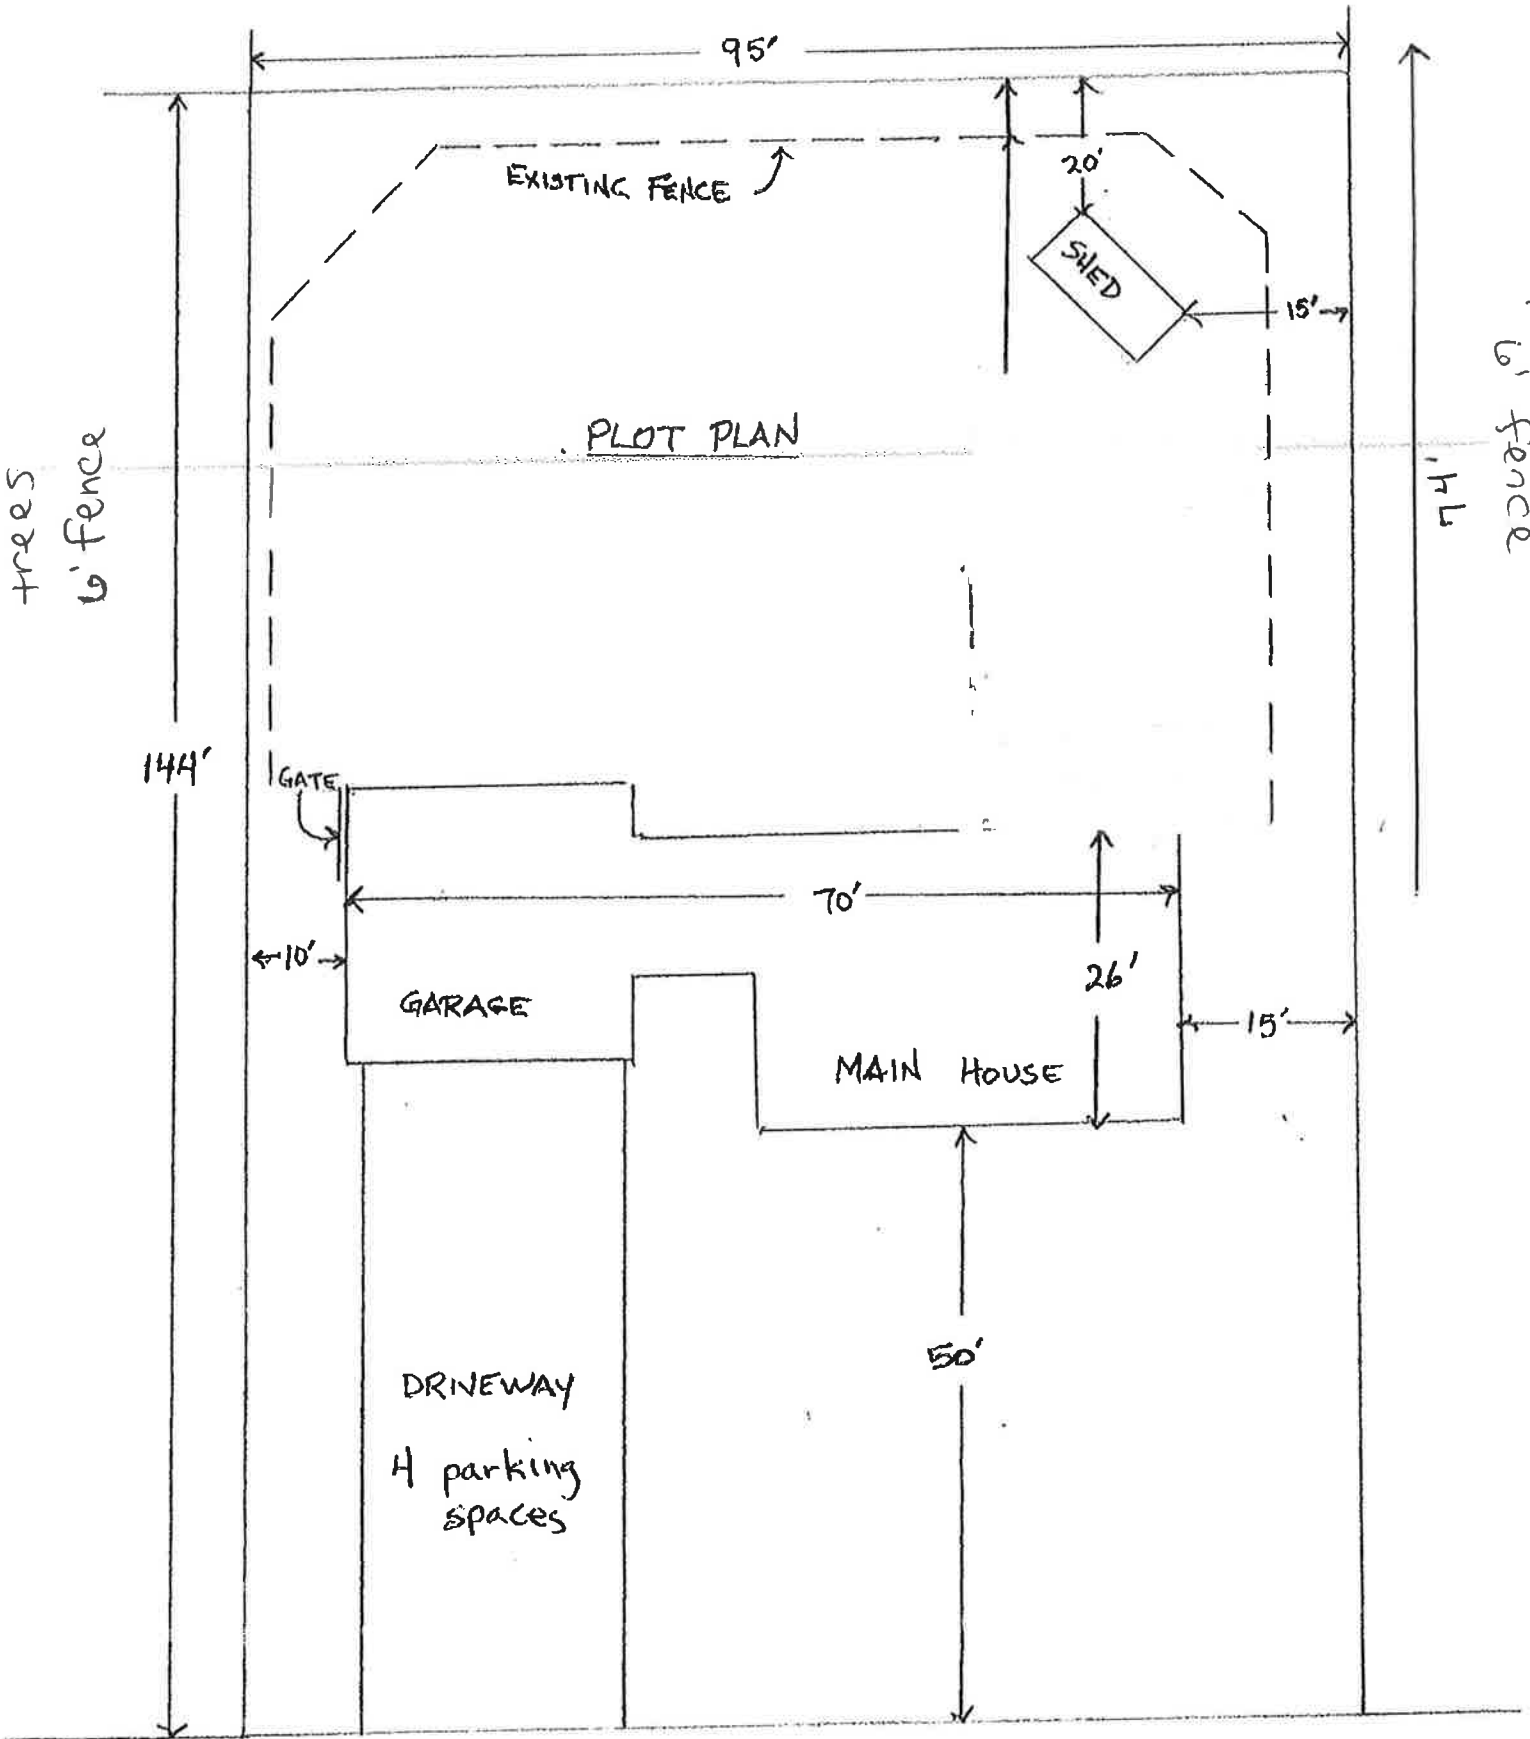 95'
EXISTING FENCE
20'
SHED
15'
PLOT PLAN
trees
6' fence
6' fence
74'
144'
GATE
70'
10'
26'
GARAGE
15'
MAIN HOUSE
50'
DRIVEWAY
4 parking
spaces